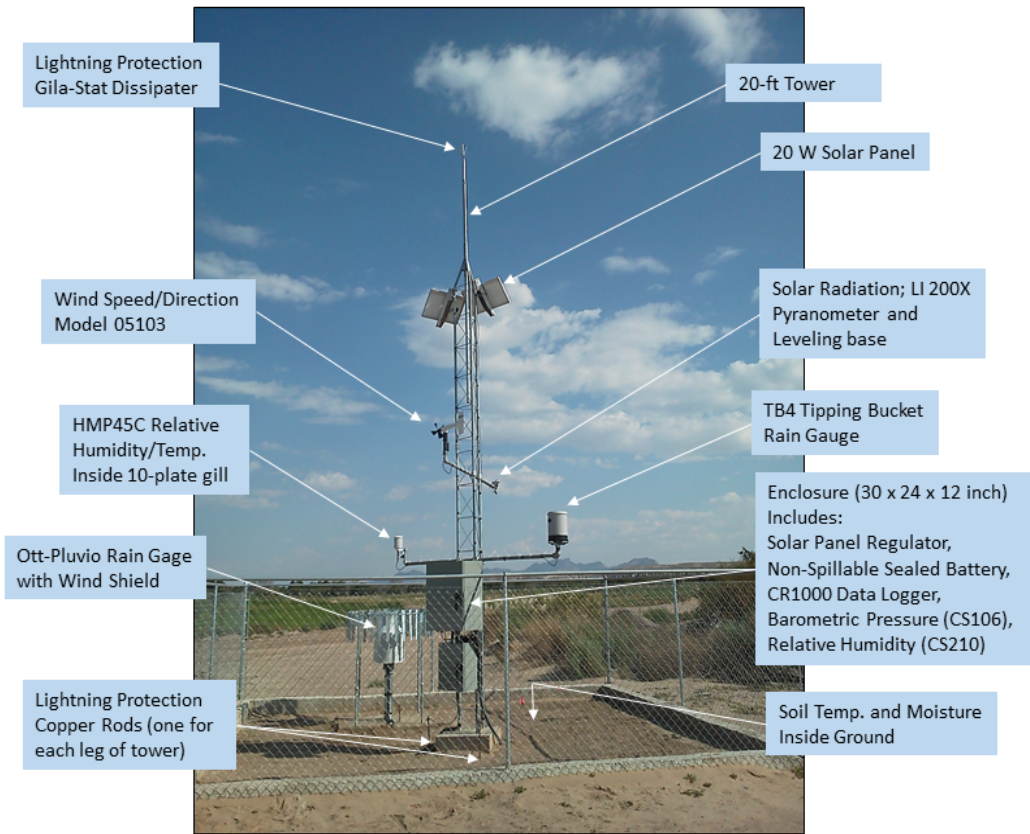 Lightning Protection
Gila-Stat Dissipater
20-ft Tower
20 W Solar Panel
Wind Speed/Direction
Model 05103
Solar Radiation; LI 200X
Pyranometer and
Leveling base
HMP45C Relative
Humidity/Temp.
Inside 10-plate gill
TB4 Tipping Bucket
Rain Gauge
Enclosure (30 x 24 x 12 inch)
Includes:
Solar Panel Regulator,
Non-Spillable Sealed Battery,
CR1000 Data Logger,
Barometric Pressure (CS106),
Relative Humidity (CS210)
Ott-Pluvio Rain Gage
with Wind Shield
Lightning Protection
Copper Rods (one for
each leg of tower)
Soil Temp. and Moisture
Inside Ground